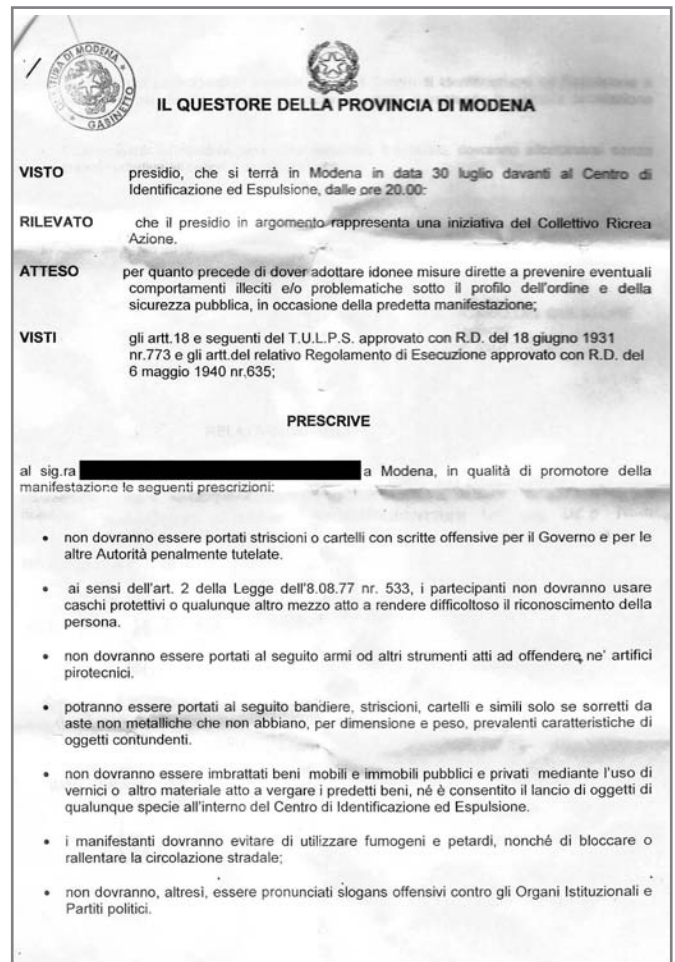 QUESTURA DI MODENA
GABINETTO
IL QUESTORE DELLA PROVINCIA DI MODENA
VISTO presidio, che si terrà in Modena in data 30 luglio davanti al Centro di
Identificazione ed Espulsione, dalle ore 20.00:
RILEVATO che il presidio in argomento rappresenta una iniziativa del Collettivo Ricrea
Azione.
ATTESO per quanto precede di dover adottare idonee misure dirette a prevenire eventuali
comportamenti illeciti e/o problematiche sotto il profilo dell'ordine e della
sicurezza pubblica, in occasione della predetta manifestazione;
VISTI gli artt.18 e seguenti del T.U.L.P.S. approvato con R.D. del 18 giugno 1931
nr.773 e gli artt.del relativo Regolamento di Esecuzione approvato con R.D. del
6 maggio 1940 nr.635;
PRESCRIVE
al sig.ra a Modena, in qualità di promotore della
manifestazione le seguenti prescrizioni:
• non dovranno essere portati striscioni o cartelli con scritte offensive per il Governo e per le
altre Autorità penalmente tutelate.
• ai sensi dell'art. 2 della Legge dell'8.08.77 nr. 533, i partecipanti non dovranno usare
caschi protettivi o qualunque altro mezzo atto a rendere difficoltoso il riconoscimento della
persona.
• non dovranno essere portati al seguito armi od altri strumenti atti ad offendere, ne' artifici
pirotecnici.
• potranno essere portati al seguito bandiere, striscioni, cartelli e simili solo se sorretti da
aste non metalliche che non abbiano, per dimensione e peso, prevalenti caratteristiche di
oggetti contundenti.
• non dovranno essere imbrattati beni mobili e immobili pubblici e privati mediante l'uso di
vernici o altro materiale atto a vergare i predetti beni, né è consentito il lancio di oggetti di
qualunque specie all'interno del Centro di Identificazione ed Espulsione.
• i manifestanti dovranno evitare di utilizzare fumogeni e petardi, nonché di bloccare o
rallentare la circolazione stradale;
• non dovranno, altresì, essere pronunciati slogans offensivi contro gli Organi Istituzionali e
Partiti politici.